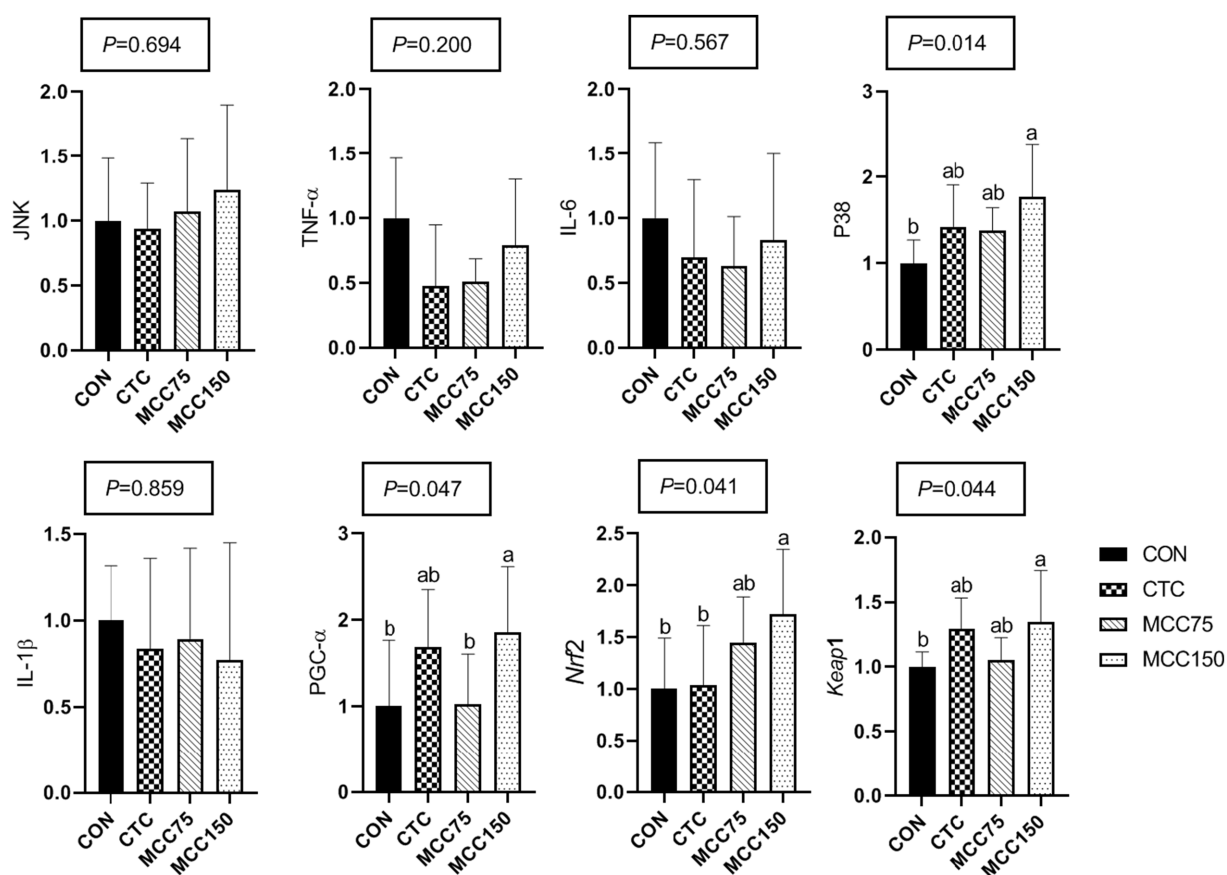 P=0.694
P=0.200
P=0.567
P=0.014
JNK
2.0
1.5
1.0
0.5
0.0
CON
CTC
MCC75
MCC150
TNF-α
2.0
1.5
1.0
0.5
0.0
CON
CTC
MCC75
MCC150
IL-6
2.0
1.5
1.0
0.5
0.0
CON
CTC
MCC75
MCC150
P38
3
2
1
0
b
ab
ab
a
CON
CTC
MCC75
MCC150
P=0.859
P=0.047
P=0.041
P=0.044
IL-1β
1.5
1.0
0.5
0.0
CON
CTC
MCC75
MCC150
PGC-α
3
2
1
0
b
ab
b
a
CON
CTC
MCC75
MCC150
Nrf2
2.5
2.0
1.5
1.0
0.5
0.0
b
b
ab
a
CON
CTC
MCC75
MCC150
Keap1
2.0
1.5
1.0
0.5
0.0
b
ab
ab
a
CON
CTC
MCC75
MCC150
CON
CTC
MCC75
MCC150